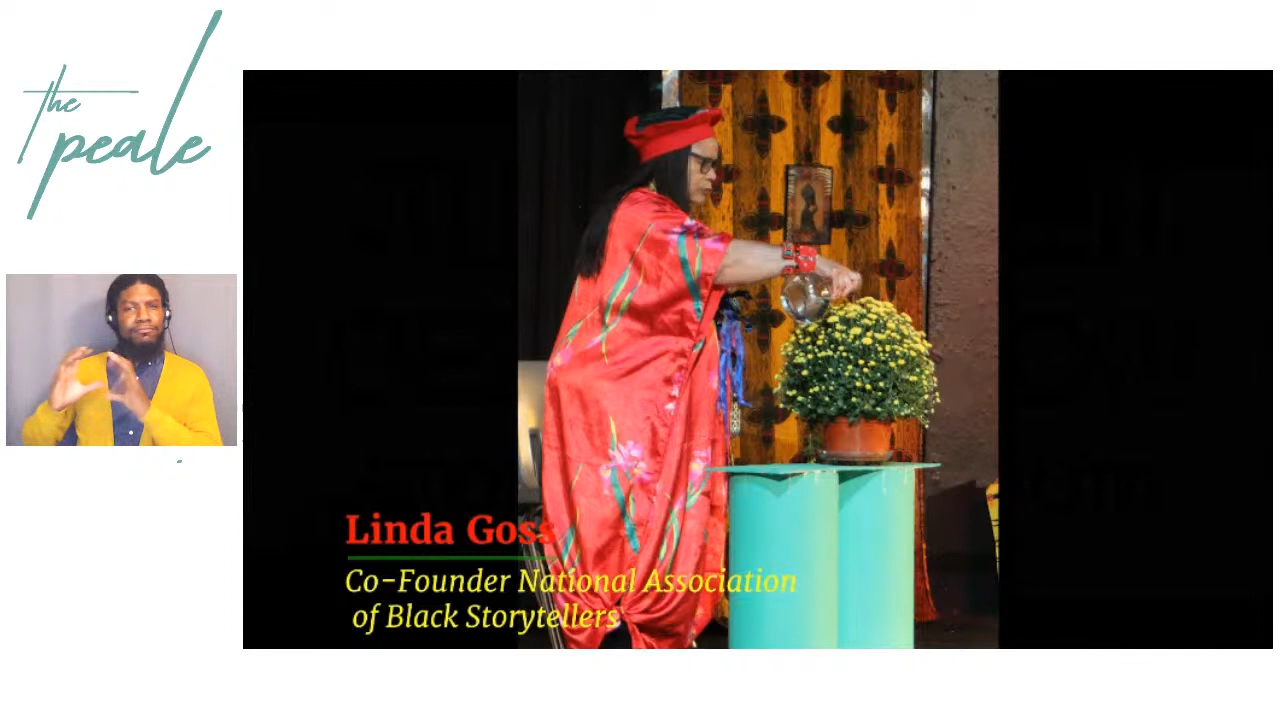 the
peale
Linda Goss
Co-Founder National Association
of Black Storytellers